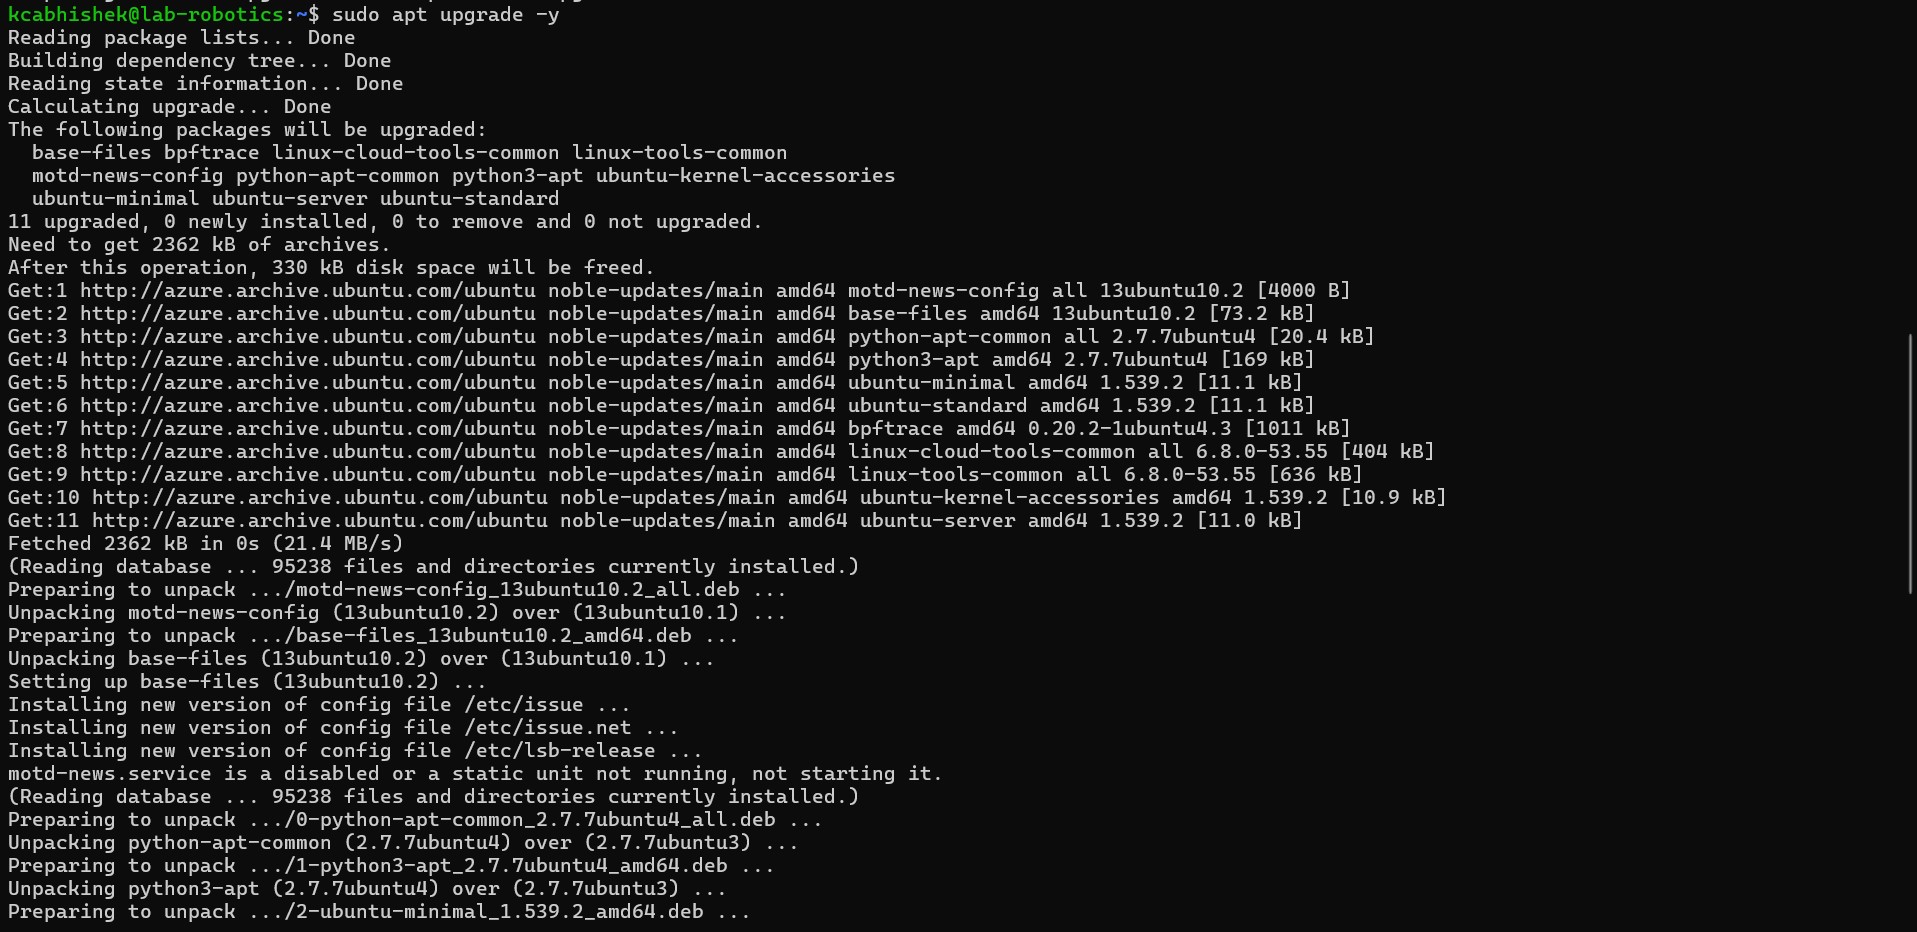 kcabhishek@lab-robotics:~$ sudo apt upgrade -y
Reading package lists... Done
Building dependency tree... Done
Reading state information... Done
Calculating upgrade... Done
The following packages will be upgraded:
  base-files bpftrace linux-cloud-tools-common linux-tools-common
  motd-news-config python-apt-common python3-apt ubuntu-kernel-accessories
  ubuntu-minimal ubuntu-server ubuntu-standard
11 upgraded, 0 newly installed, 0 to remove and 0 not upgraded.
Need to get 2362 kB of archives.
After this operation, 330 kB disk space will be freed.
Get:1 http://azure.archive.ubuntu.com/ubuntu noble-updates/main amd64 motd-news-config all 13ubuntu10.2 [4000 B]
Get:2 http://azure.archive.ubuntu.com/ubuntu noble-updates/main amd64 base-files amd64 13ubuntu10.2 [73.2 kB]
Get:3 http://azure.archive.ubuntu.com/ubuntu noble-updates/main amd64 python-apt-common all 2.7.7ubuntu4 [20.4 kB]
Get:4 http://azure.archive.ubuntu.com/ubuntu noble-updates/main amd64 python3-apt amd64 2.7.7ubuntu4 [169 kB]
Get:5 http://azure.archive.ubuntu.com/ubuntu noble-updates/main amd64 ubuntu-minimal amd64 1.539.2 [11.1 kB]
Get:6 http://azure.archive.ubuntu.com/ubuntu noble-updates/main amd64 ubuntu-standard amd64 1.539.2 [11.1 kB]
Get:7 http://azure.archive.ubuntu.com/ubuntu noble-updates/main amd64 bpftrace amd64 0.20.2-1ubuntu4.3 [1011 kB]
Get:8 http://azure.archive.ubuntu.com/ubuntu noble-updates/main amd64 linux-cloud-tools-common all 6.8.0-53.55 [404 kB]
Get:9 http://azure.archive.ubuntu.com/ubuntu noble-updates/main amd64 linux-tools-common all 6.8.0-53.55 [636 kB]
Get:10 http://azure.archive.ubuntu.com/ubuntu noble-updates/main amd64 ubuntu-kernel-accessories amd64 1.539.2 [10.9 kB]
Get:11 http://azure.archive.ubuntu.com/ubuntu noble-updates/main amd64 ubuntu-server amd64 1.539.2 [11.0 kB]
Fetched 2362 kB in 0s (21.4 MB/s)
(Reading database ... 95238 files and directories currently installed.)
Preparing to unpack .../motd-news-config_13ubuntu10.2_all.deb ...
Unpacking motd-news-config (13ubuntu10.2) over (13ubuntu10.1) ...
Preparing to unpack .../base-files_13ubuntu10.2_amd64.deb ...
Unpacking base-files (13ubuntu10.2) over (13ubuntu10.1) ...
Setting up base-files (13ubuntu10.2) ...
Installing new version of config file /etc/issue ...
Installing new version of config file /etc/issue.net ...
Installing new version of config file /etc/lsb-release ...
motd-news.service is a disabled or a static unit not running, not starting it.
(Reading database ... 95238 files and directories currently installed.)
Preparing to unpack .../0-python-apt-common_2.7.7ubuntu4_all.deb ...
Unpacking python-apt-common (2.7.7ubuntu4) over (2.7.7ubuntu3) ...
Preparing to unpack .../1-python3-apt_2.7.7ubuntu4_amd64.deb ...
Unpacking python3-apt (2.7.7ubuntu4) over (2.7.7ubuntu3) ...
Preparing to unpack .../2-ubuntu-minimal_1.539.2_amd64.deb ...